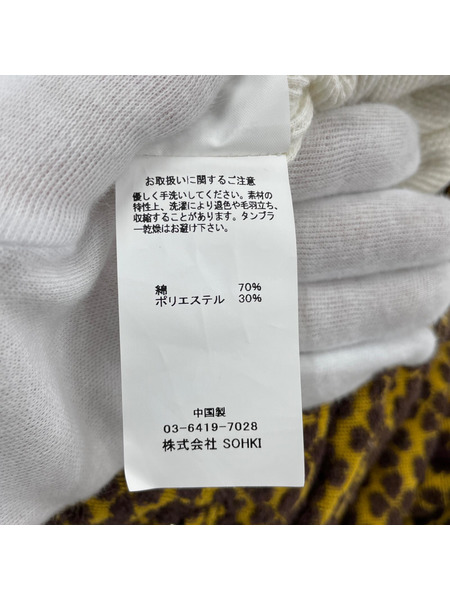 お取扱いに関するご注意
優しく手洗いしてください。素材の
特性上、洗濯により退色や毛羽立ち、
収縮することがあります。タンブラ
ー乾燥はお避け下さい。
綿 70%
ポリエステル 30%
中国製
03-6419-7028
株式会社 SOHKI